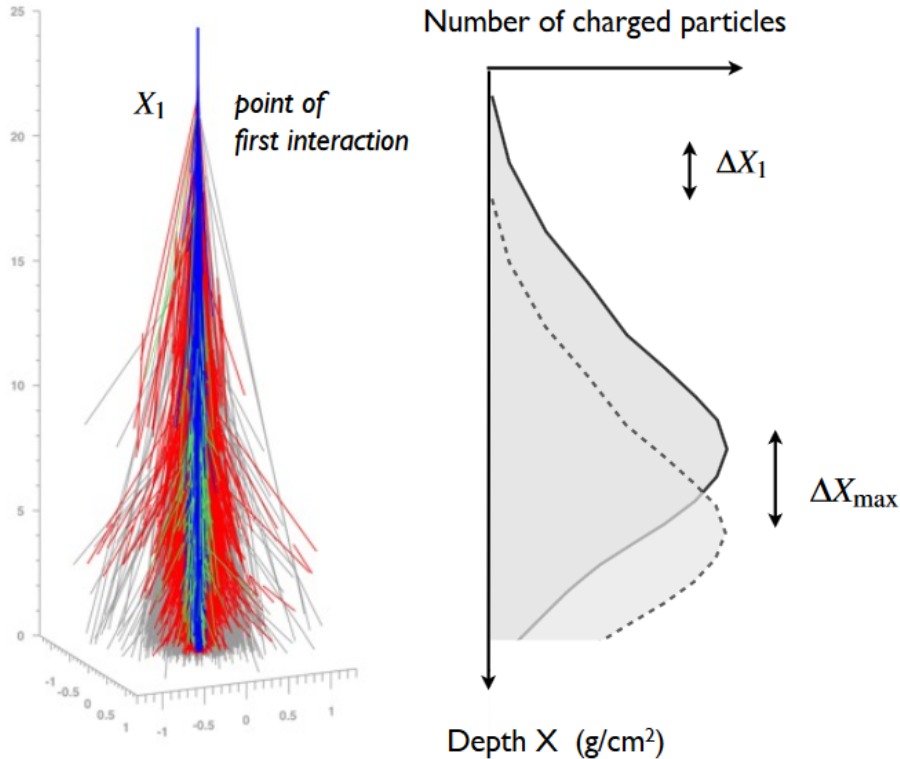 25
20
15
10
5
0
-1
-0.5
0
0.5
1
-1
-0.5
0
0.5
1
X₁
point of
first interaction
Number of charged particles
ΔX₁
ΔXmax
Depth X (g/cm²)